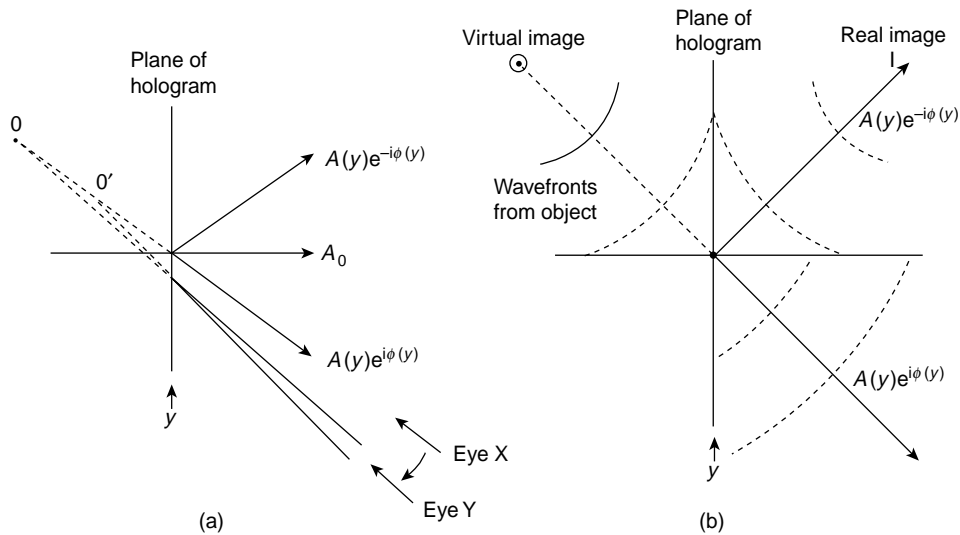 Plane of
hologram
0
0′
A(y)e^{−iϕ(y)}
A_0
A(y)e^{iϕ(y)}
y
Eye X
Eye Y
(a)
Virtual image
Plane of
hologram
Real image
I
A(y)e^{−iϕ(y)}
Wavefronts
from object
A(y)e^{iϕ(y)}
y
(b)